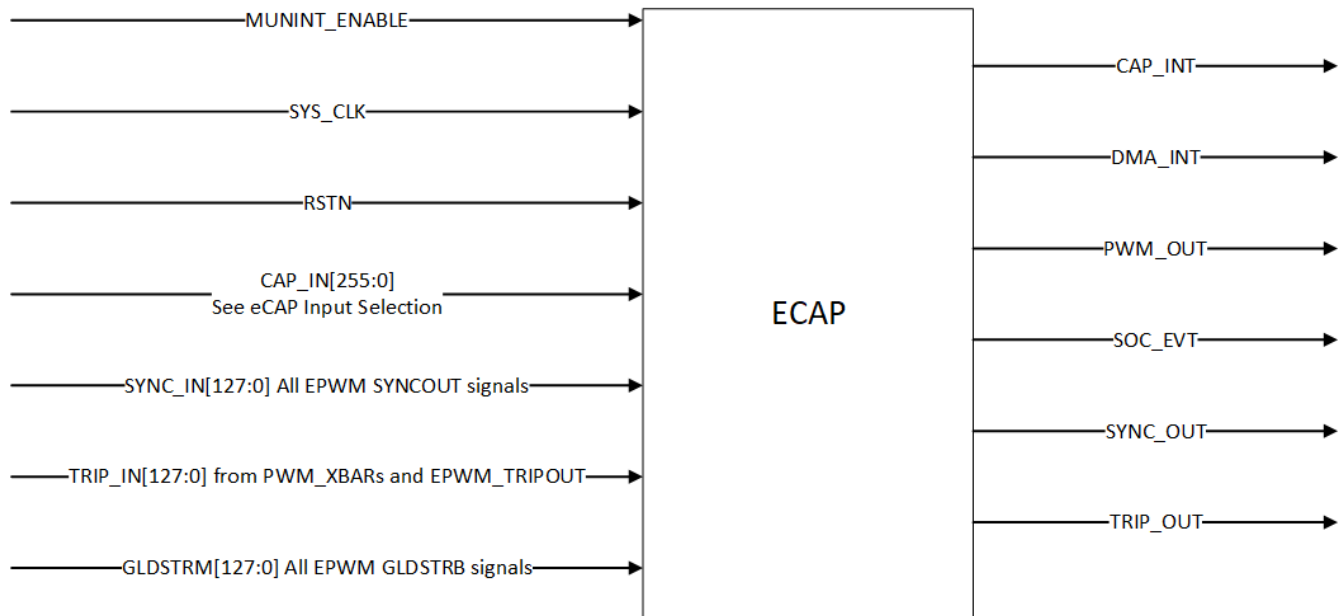 MUNINT_ENABLE
SYS_CLK
RSTN
CAP_IN[255:0]
See eCAP Input Selection
SYNC_IN[127:0] All EPWM SYNCOUT signals
TRIP_IN[127:0] from PWM_XBARs and EPWM_TRIPOUT
GLDSTRM[127:0] All EPWM GLDSTRB signals
ECAP
CAP_INT
DMA_INT
PWM_OUT
SOC_EVT
SYNC_OUT
TRIP_OUT